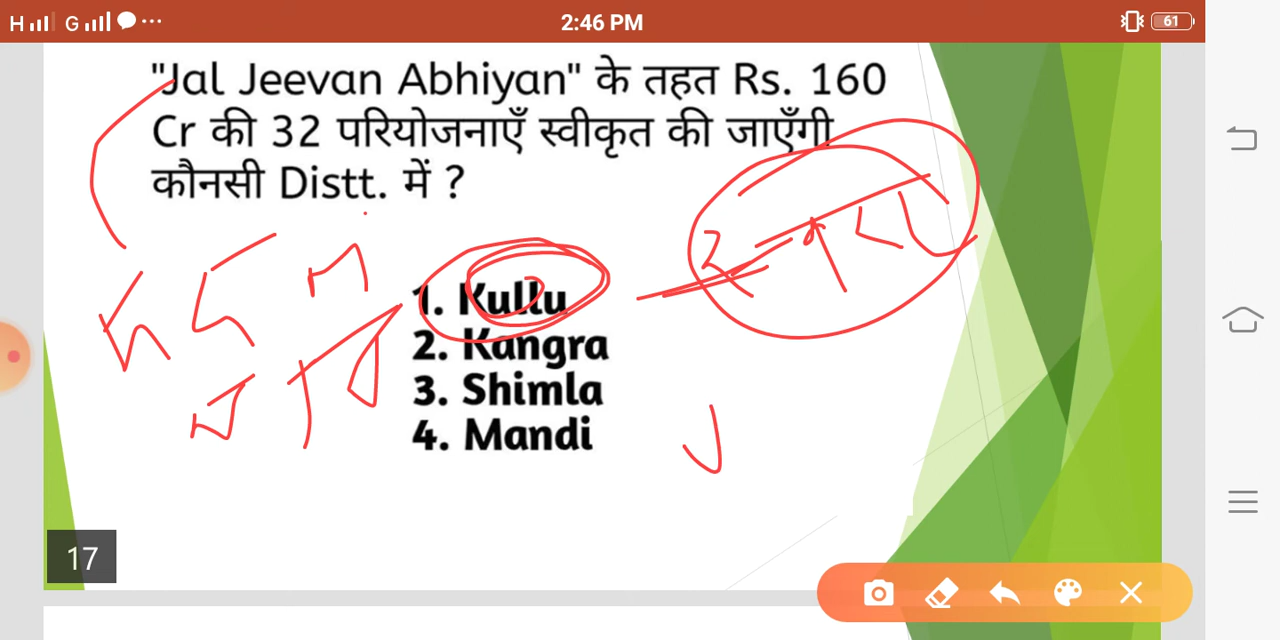 H G ... 2:46 PM 61
"Jal Jeevan Abhiyan" के तहत Rs. 160
Cr की 32 परियोजनाएँ स्वीकृत की जाएँगी
कौनसी Distt. में ?
1. Kullu
2. Kangra
3. Shimla
4. Mandi
17